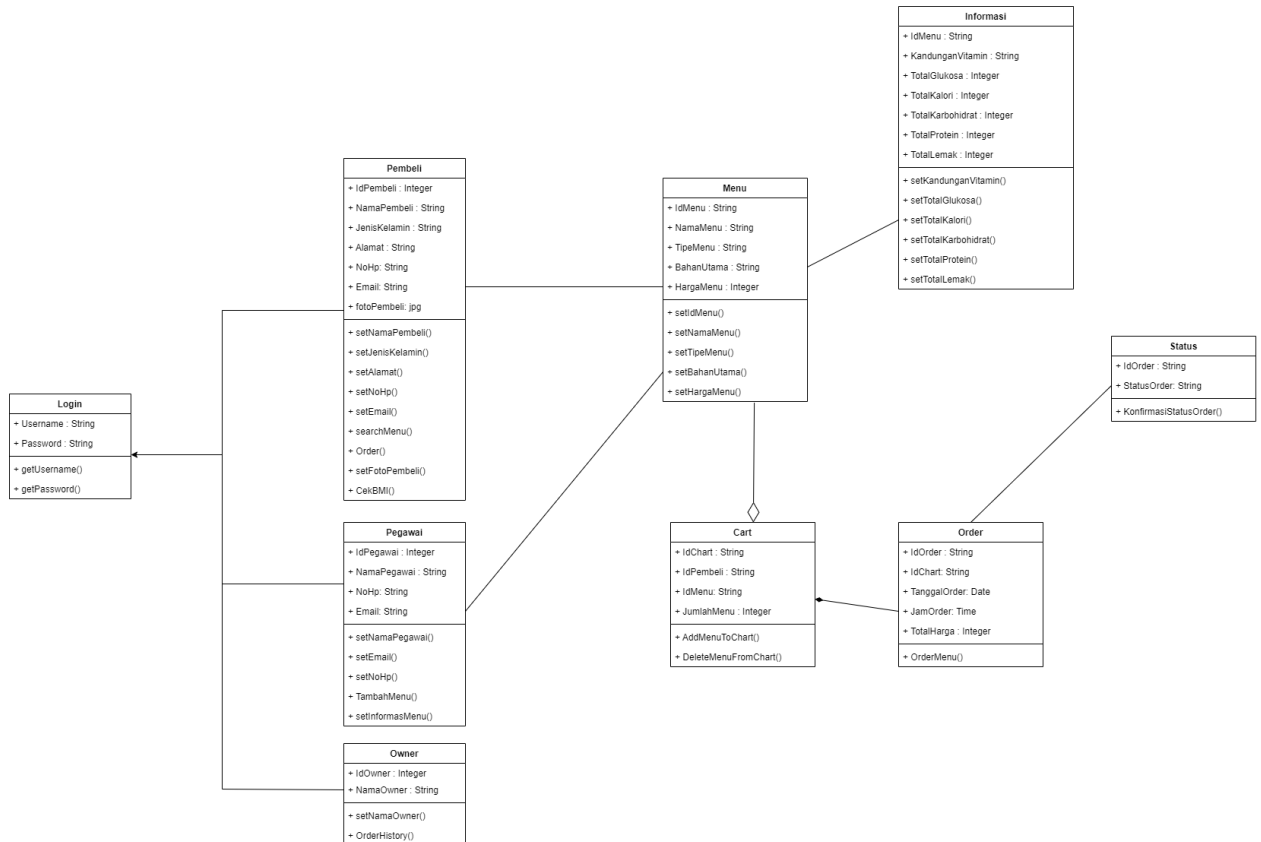 Informasi
+ IdMenu : String
+ KandunganVitamin : String
+ TotalGlukosa : Integer
+ TotalKalori : Integer
+ TotalKarbohidrat : Integer
+ TotalProtein : Integer
+ TotalLemak : Integer
+ setKandunganVitamin()
+ setTotalGlukosa()
+ setTotalKalori()
+ setTotalKarbohidrat()
+ setTotalProtein()
+ setTotalLemak()
Pembeli
+ IdPembeli : Integer
+ NamaPembeli : String
+ JenisKelamin : String
+ Alamat : String
+ NoHp: String
+ Email: String
+ fotoPembeli: jpg
+ setNamaPembeli()
+ setJenisKelamin()
+ setAlamat()
+ setNoHp()
+ setEmail()
+ searchMenu()
+ Order()
+ setFotoPembeli()
+ CekBMI()
Menu
+ IdMenu : String
+ NamaMenu : String
+ TipeMenu : String
+ BahanUtama : String
+ HargaMenu : Integer
+ setIdMenu()
+ setNamaMenu()
+ setTipeMenu()
+ setBahanUtama()
+ setHargaMenu()
Status
+ IdOrder : String
+ StatusOrder: String
+ KonfirmasiStatusOrder()
Login
+ Username : String
+ Password : String
+ getUsername()
+ getPassword()
Pegawai
+ IdPegawai : Integer
+ NamaPegawai : String
+ NoHp: String
+ Email: String
+ setNamaPegawai()
+ setEmail()
+ setNoHp()
+ TambahMenu()
+ setInformasMenu()
Cart
+ IdChart : String
+ IdPembeli : String
+ IdMenu: String
+ JumlahMenu : Integer
+ AddMenuToChart()
+ DeleteMenuFromChart()
Order
+ IdOrder : String
+ IdChart: String
+ TanggalOrder: Date
+ JamOrder: Time
+ TotalHarga : Integer
+ OrderMenu()
Owner
+ IdOwner : Integer
+ NamaOwner : String
+ setNamaOwner()
+ OrderHistory()